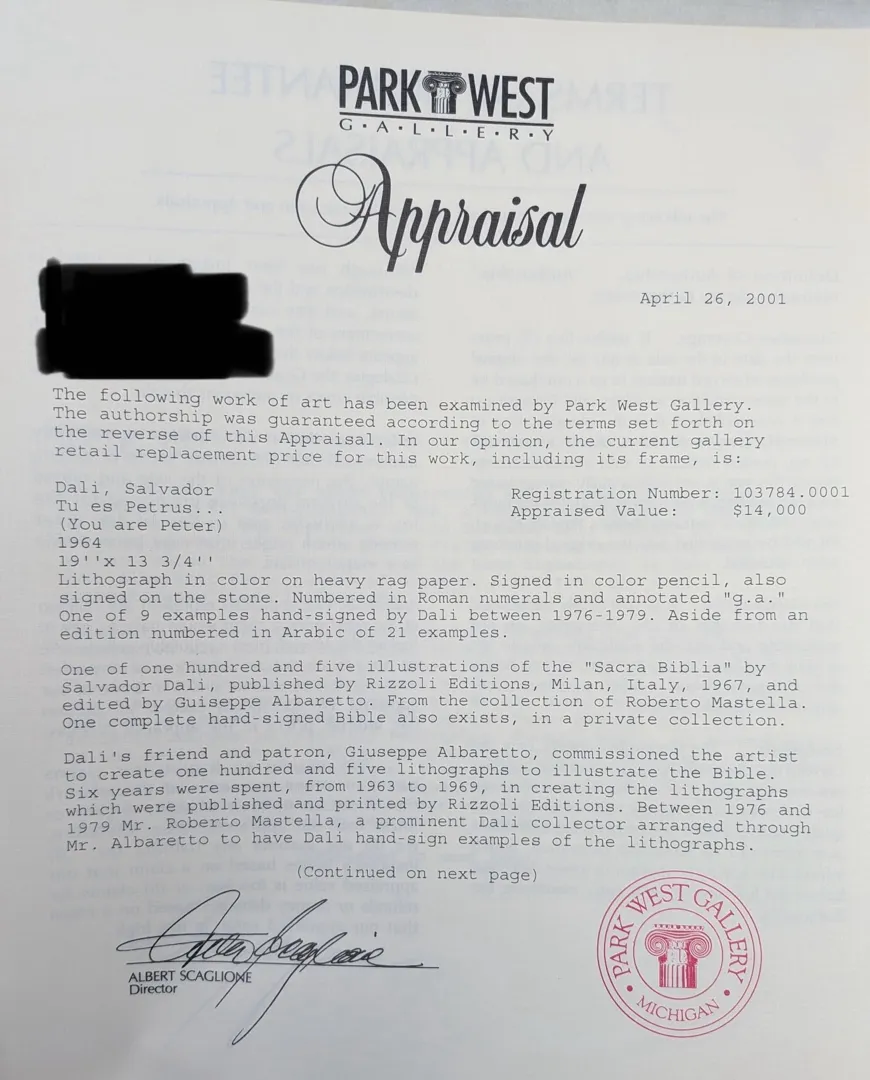 PARK WEST
G·A·L·L·E·R·Y
Appraisal
April 26, 2001
The following work of art has been examined by Park West Gallery.
The authorship was guaranteed according to the terms set forth on
the reverse of this Appraisal. In our opinion, the current gallery
retail replacement price for this work, including its frame, is:
Dali, Salvador
Registration Number: 103784.0001
Tu es Petrus...
Appraised Value: $14,000
(You are Peter)
1964
19''x 13 3/4''
Lithograph in color on heavy rag paper. Signed in color pencil, also
signed on the stone. Numbered in Roman numerals and annotated "g.a."
One of 9 examples hand-signed by Dali between 1976-1979. Aside from an
edition numbered in Arabic of 21 examples.
One of one hundred and five illustrations of the "Sacra Biblia" by
Salvador Dali, published by Rizzoli Editions, Milan, Italy, 1967, and
edited by Guiseppe Albaretto. From the collection of Roberto Mastella.
One complete hand-signed Bible also exists, in a private collection.
Dali's friend and patron, Giuseppe Albaretto, commissioned the artist
to create one hundred and five lithographs to illustrate the Bible.
Six years were spent, from 1963 to 1969, in creating the lithographs
which were published and printed by Rizzoli Editions. Between 1976 and
1979 Mr. Roberto Mastella, a prominent Dali collector arranged through
Mr. Albaretto to have Dali hand-sign examples of the lithographs.
(Continued on next page)
ALBERT SCAGLIONE
Director
PARK WEST GALLERY
• MICHIGAN •